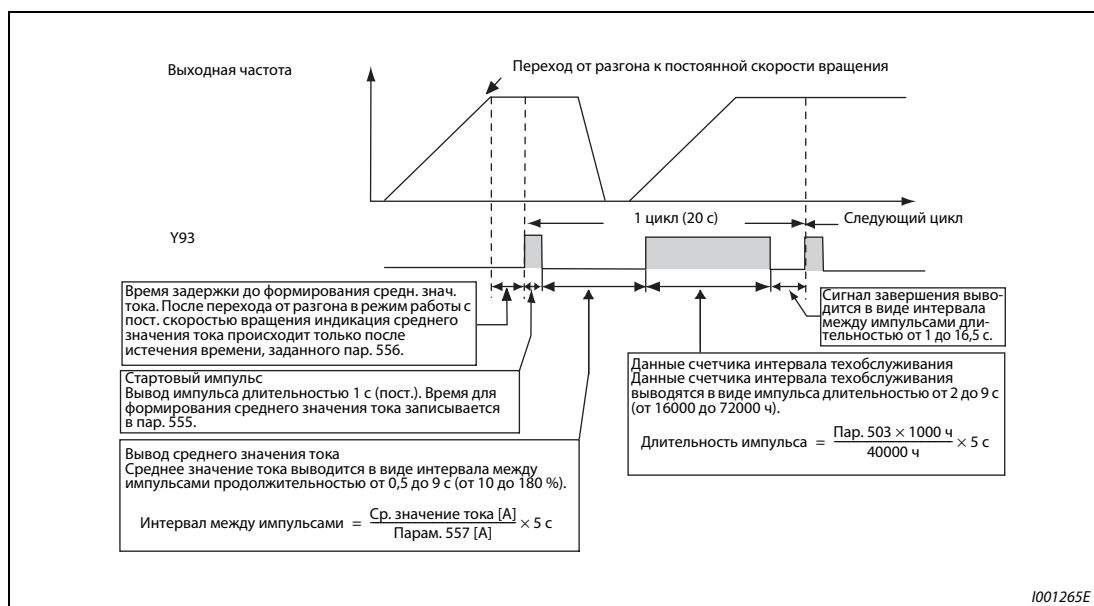 Выходная частота
Переход от разгона к постоянной скорости вращения
1 цикл (20 с)
Следующий цикл
Y93
Время задержки до формирования средн. знач.
тока. После перехода от разгона в режим работы с
пост. скоростью вращения индикация среднего
значения тока происходит только после
истечения времени, заданного пар. 556.
Сигнал завершения выво-
дится в виде интервала
между импульсами дли-
тельностью от 1 до 16,5 с.
Стартовый импульс
Вывод импульса длительностью 1 с (пост.). Время для
формирования среднего значения тока записывается
в пар. 555.
Данные счетчика интервала техобслуживания
Данные счетчика интервала техобслуживания
выводятся в виде импульса длительностью от 2 до 9 с
(от 16000 до 72000 ч).
Длительность импульса = Пар. 503 × 1000 ч / 40000 ч × 5 с
Вывод среднего значения тока
Среднее значение тока выводится в виде интервала между
импульсами продолжительностью от 0,5 до 9 с (от 10 до 180 %).
Интервал между импульсами = Ср. значение тока [A] / Парам. 557 [A] × 5 с
I001265E